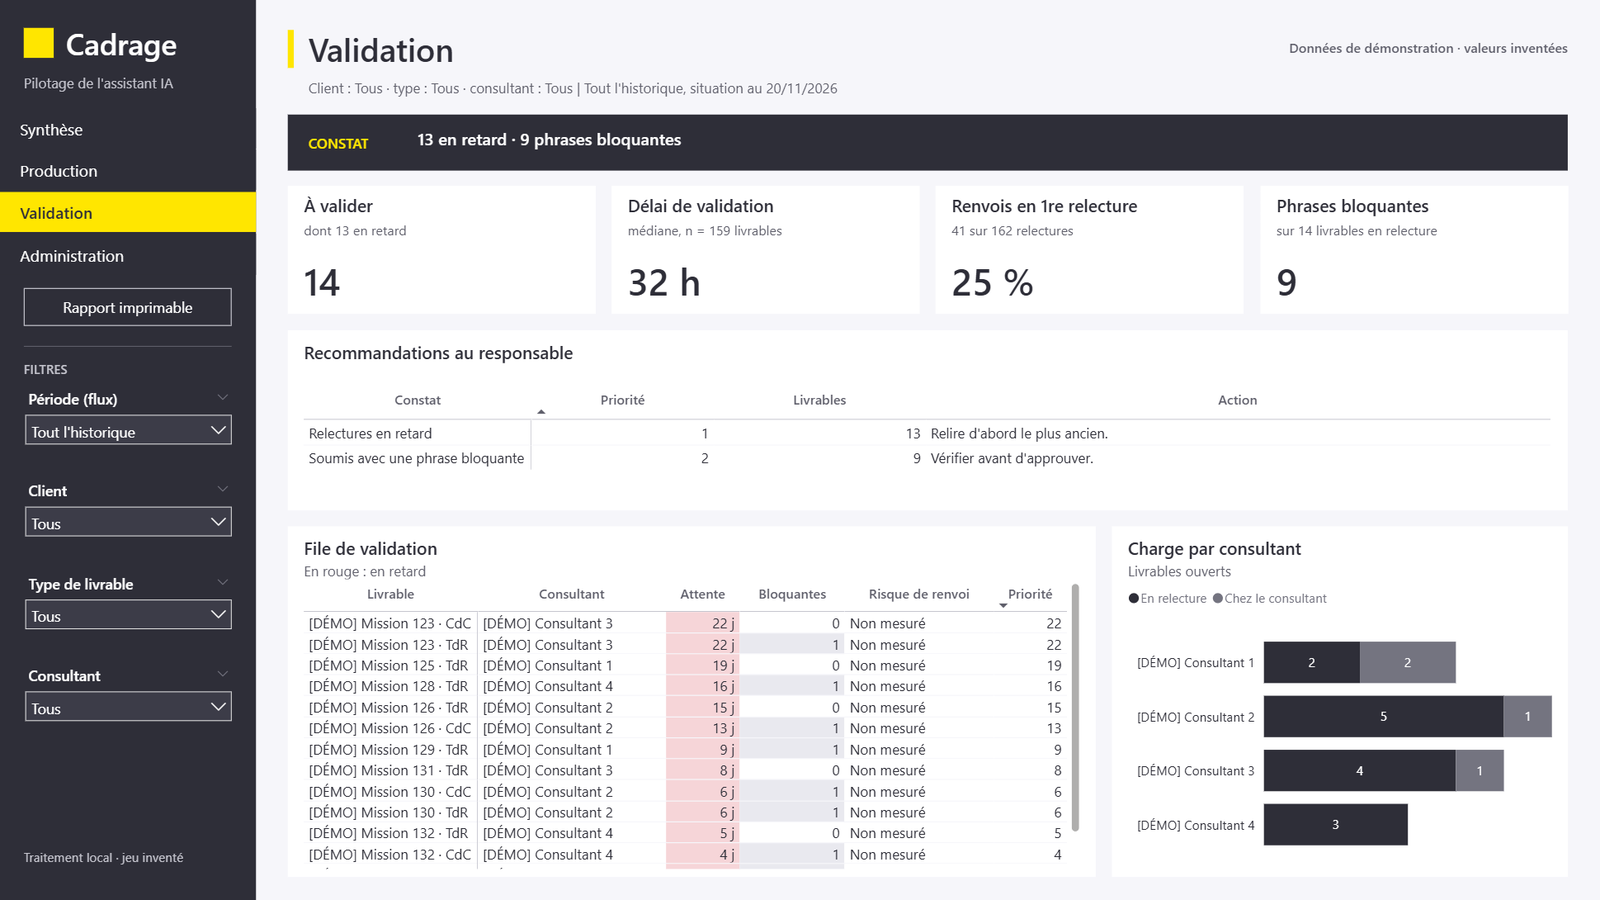 Cadrage
Pilotage de l'assistant IA
Synthèse
Production
Validation
Administration
Rapport imprimable
FILTRES
Période (flux)
Tout l'historique
Client
Tous
Type de livrable
Tous
Consultant
Tous
Traitement local · jeu inventé
Validation
Données de démonstration · valeurs inventées
Client : Tous · type : Tous · consultant : Tous | Tout l'historique, situation au 20/11/2026
CONSTAT 13 en retard · 9 phrases bloquantes
À valider
dont 13 en retard
14
Délai de validation
médiane, n = 159 livrables
32 h
Renvois en 1re relecture
41 sur 162 relectures
25 %
Phrases bloquantes
sur 14 livrables en relecture
9
Recommandations au responsable
Constat Priorité Livrables Action
Relectures en retard 1 13 Relire d'abord le plus ancien.
Soumis avec une phrase bloquante 2 9 Vérifier avant d'approuver.
File de validation
En rouge : en retard
Livrable Consultant Attente Bloquantes Risque de renvoi Priorité
[DÉMO] Mission 123 · CdC [DÉMO] Consultant 3 22 j 0 Non mesuré 22
[DÉMO] Mission 123 · TdR [DÉMO] Consultant 3 22 j 1 Non mesuré 22
[DÉMO] Mission 125 · TdR [DÉMO] Consultant 1 19 j 0 Non mesuré 19
[DÉMO] Mission 128 · TdR [DÉMO] Consultant 4 16 j 1 Non mesuré 16
[DÉMO] Mission 126 · TdR [DÉMO] Consultant 2 15 j 0 Non mesuré 15
[DÉMO] Mission 126 · CdC [DÉMO] Consultant 2 13 j 1 Non mesuré 13
[DÉMO] Mission 129 · TdR [DÉMO] Consultant 1 9 j 1 Non mesuré 9
[DÉMO] Mission 131 · TdR [DÉMO] Consultant 3 8 j 0 Non mesuré 8
[DÉMO] Mission 130 · CdC [DÉMO] Consultant 2 6 j 1 Non mesuré 6
[DÉMO] Mission 130 · TdR [DÉMO] Consultant 2 6 j 1 Non mesuré 6
[DÉMO] Mission 132 · TdR [DÉMO] Consultant 4 5 j 0 Non mesuré 5
[DÉMO] Mission 132 · CdC [DÉMO] Consultant 4 4 j 1 Non mesuré 4
Charge par consultant
Livrables ouverts
En relecture Chez le consultant
[DÉMO] Consultant 1 2 2
[DÉMO] Consultant 2 5 1
[DÉMO] Consultant 3 4 1
[DÉMO] Consultant 4 3